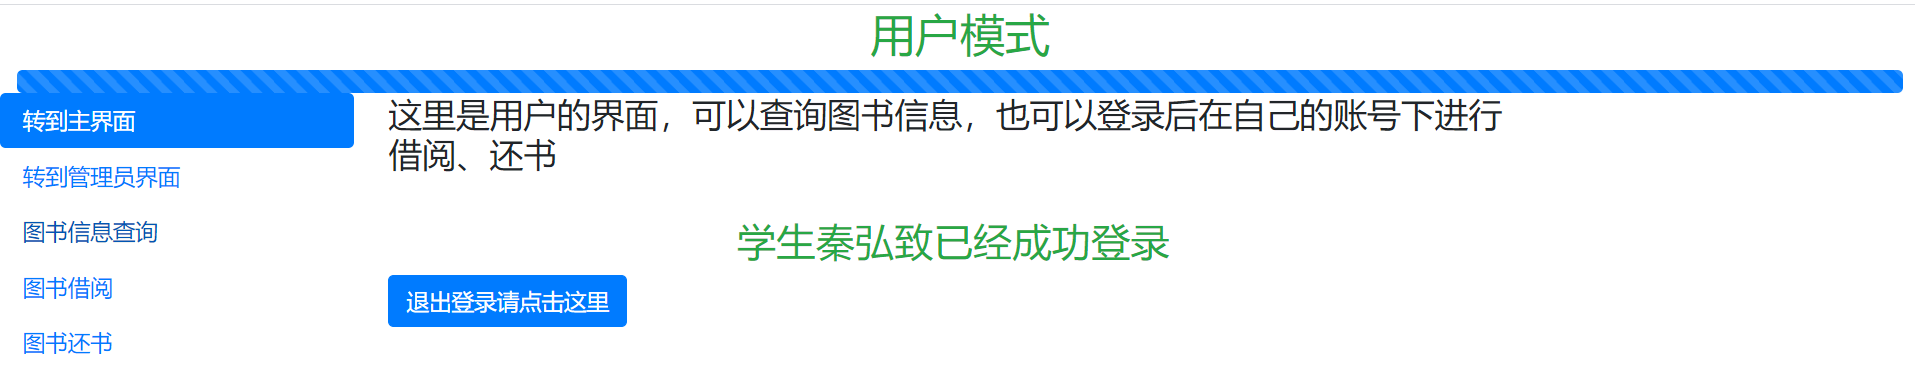 用户模式
转到主界面
转到管理员界面
图书信息查询
图书借阅
图书还书
这里是用户的界面，可以查询图书信息，也可以登录后在自己的账号下进行
借阅、还书
学生秦弘致已经成功登录
退出登录请点击这里